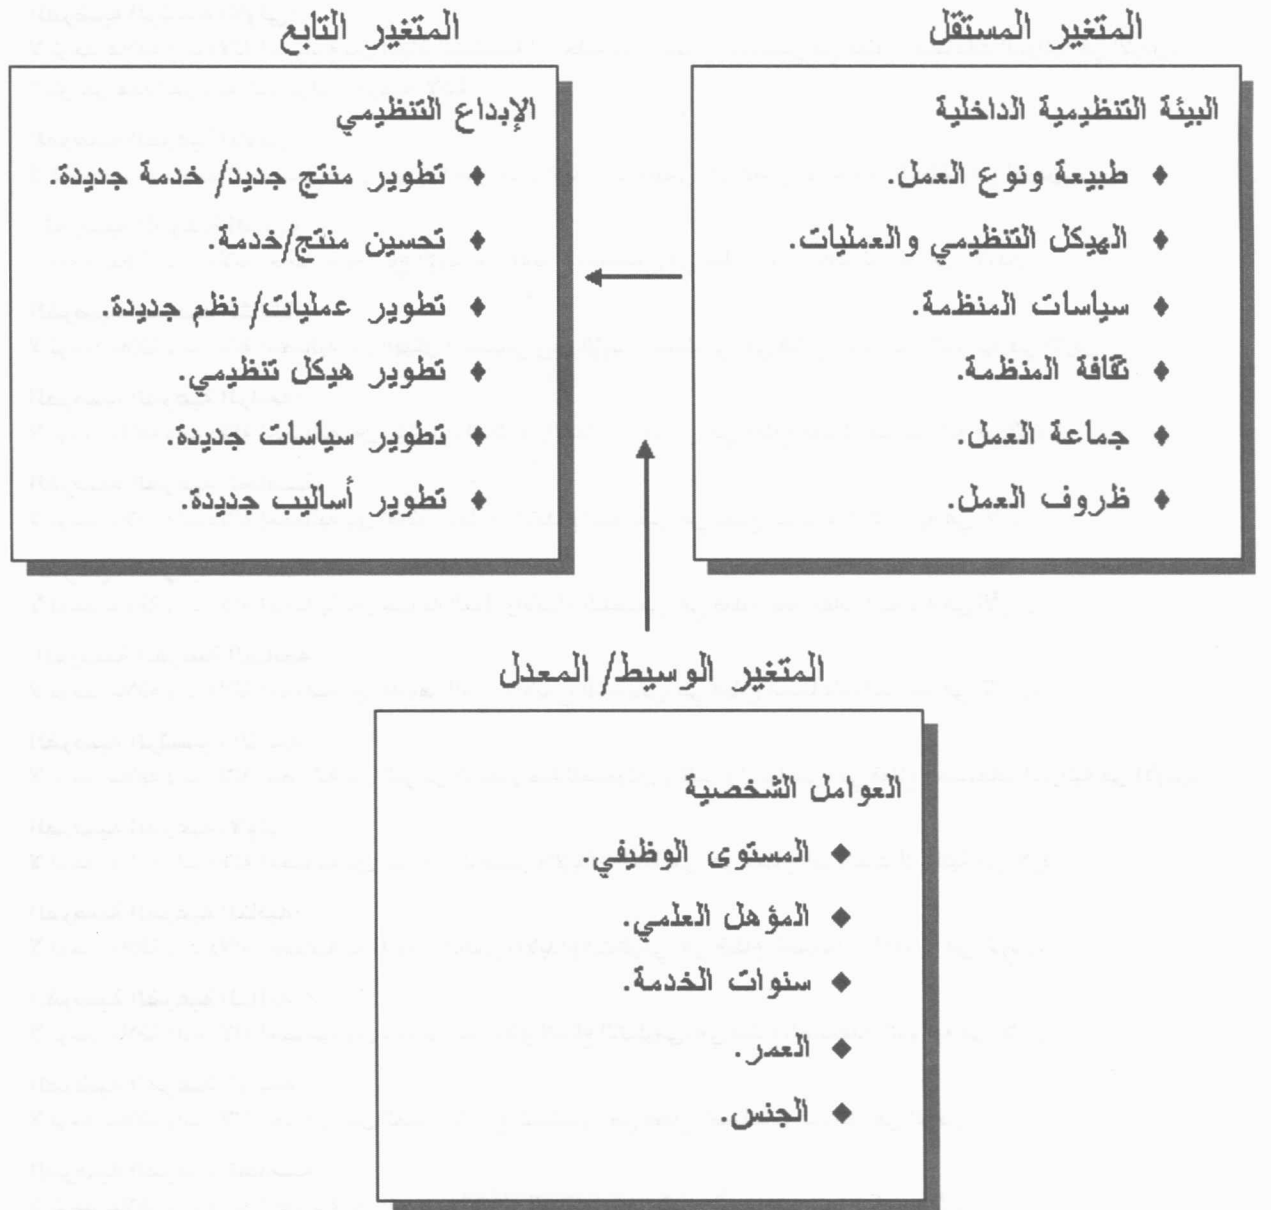 المتغير المستقل
البيئة التنظيمية الداخلية
♦ طبيعة ونوع العمل.
♦ الهيكل التنظيمي والعمليات.
♦ سياسات المنظمة.
♦ ثقافة المنظمة.
♦ جماعة العمل.
♦ ظروف العمل.
المتغير التابع
الإبداع التنظيمي
♦ تطوير منتج جديد/ خدمة جديدة.
♦ تحسين منتج/خدمة.
♦ تطوير عمليات/ نظم جديدة.
♦ تطوير هيكل تنظيمي.
♦ تطوير سياسات جديدة.
♦ تطوير أساليب جديدة.
المتغير الوسيط/ المعدل
العوامل الشخصية
♦ المستوى الوظيفي.
♦ المؤهل العلمي.
♦ سنوات الخدمة.
♦ العمر.
♦ الجنس.